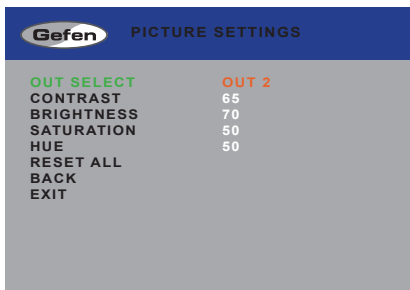 Gefen PICTURE SETTINGS
OUT SELECT OUT 2
CONTRAST 65
BRIGHTNESS 70
SATURATION 50
HUE 50
RESET ALL
BACK
EXIT